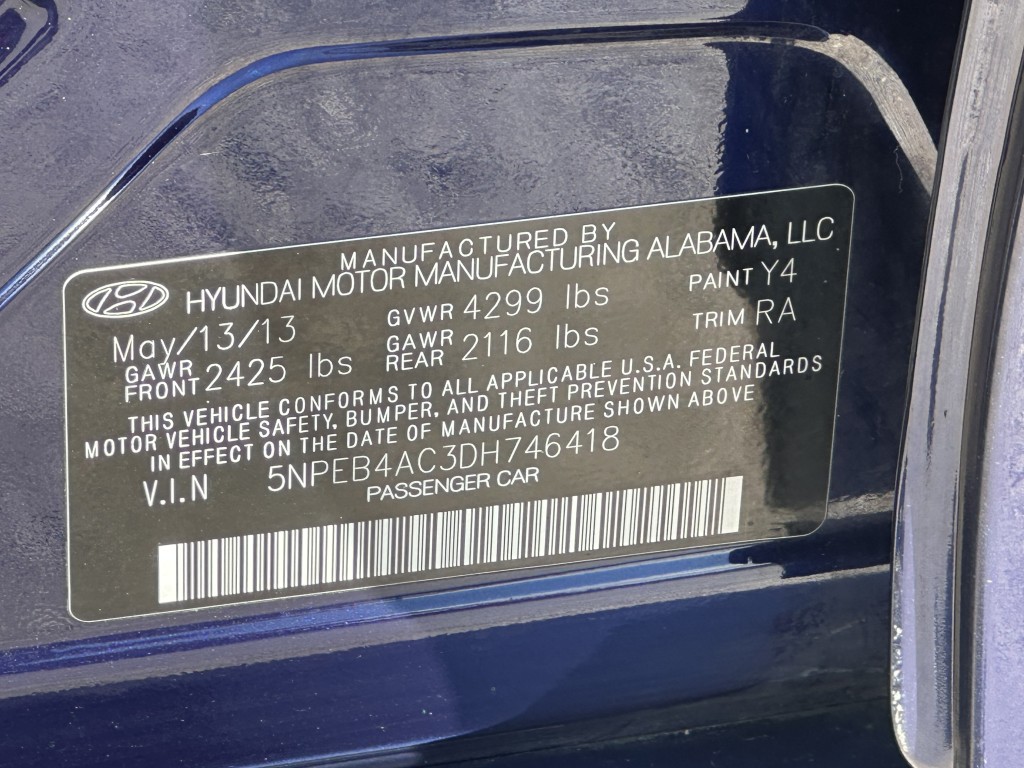 MANUFACTURED BY
HYUNDAI MOTOR MANUFACTURING ALABAMA, LLC
May/13/13 GVWR 4299 lbs PAINT Y4
GAWR FRONT 2425 lbs GAWR REAR 2116 lbs TRIM RA
THIS VEHICLE CONFORMS TO ALL APPLICABLE U.S.A. FEDERAL
MOTOR VEHICLE SAFETY, BUMPER, AND THEFT PREVENTION STANDARDS
IN EFFECT ON THE DATE OF MANUFACTURE SHOWN ABOVE
V.I.N 5NPEB4AC3DH746418
PASSENGER CAR